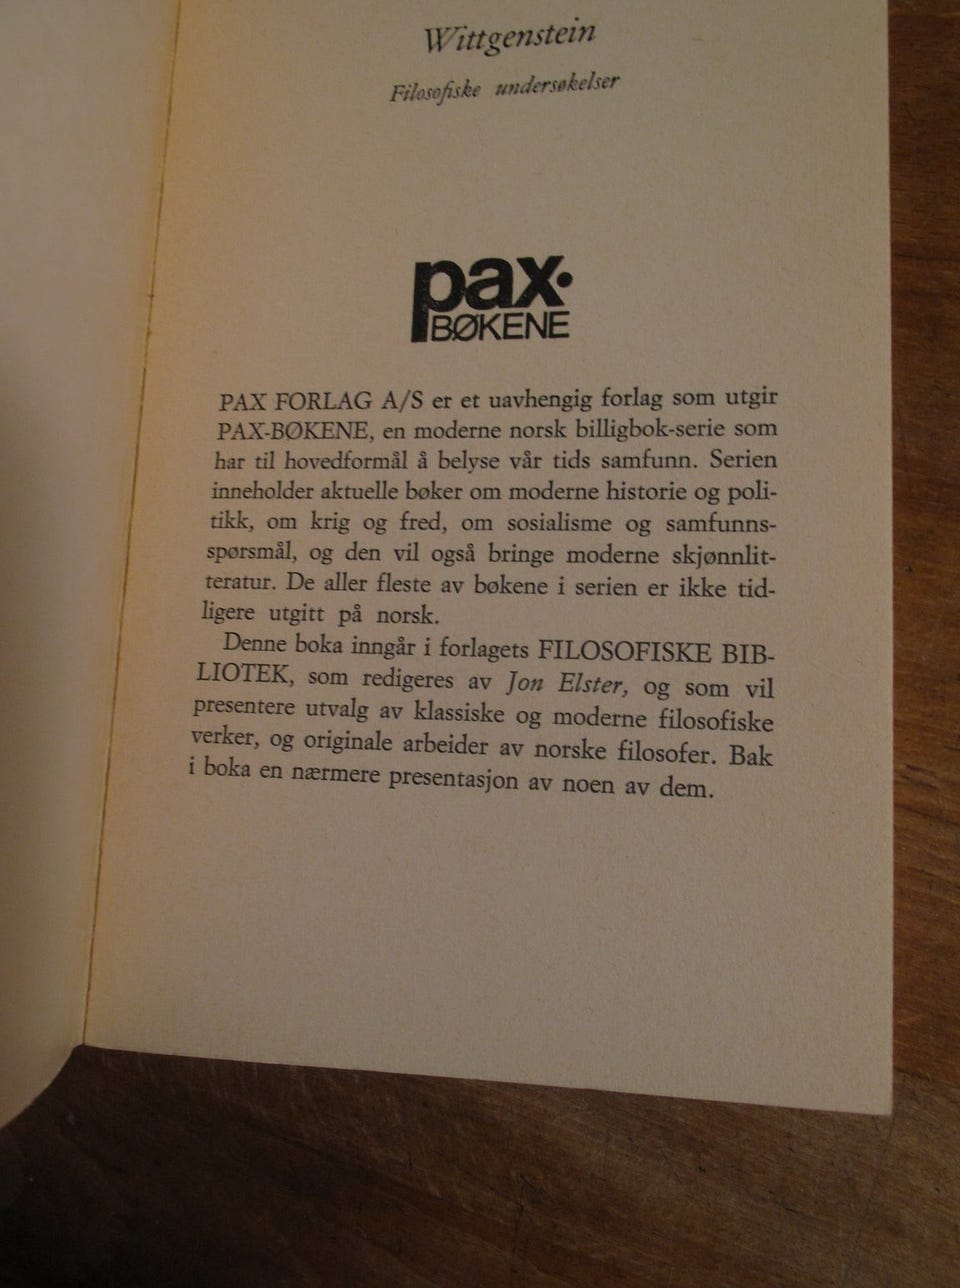 Wittgenstein
Filosofiske undersøkelser
pax·
BØKENE
PAX FORLAG A/S er et uavhengig forlag som utgir
PAX-BØKENE, en moderne norsk billigbok-serie som
har til hovedformål å belyse vår tids samfunn. Serien
inneholder aktuelle bøker om moderne historie og poli-
tikk, om krig og fred, om sosialisme og samfunns-
spørsmål, og den vil også bringe moderne skjønnlit-
teratur. De aller fleste av bøkene i serien er ikke tid-
ligere utgitt på norsk.
Denne boka inngår i forlagets FILOSOFISKE BIB-
LIOTEK, som redigeres av Jon Elster, og som vil
presentere utvalg av klassiske og moderne filosofiske
verker, og originale arbeider av norske filosofer. Bak
i boka en nærmere presentasjon av noen av dem.